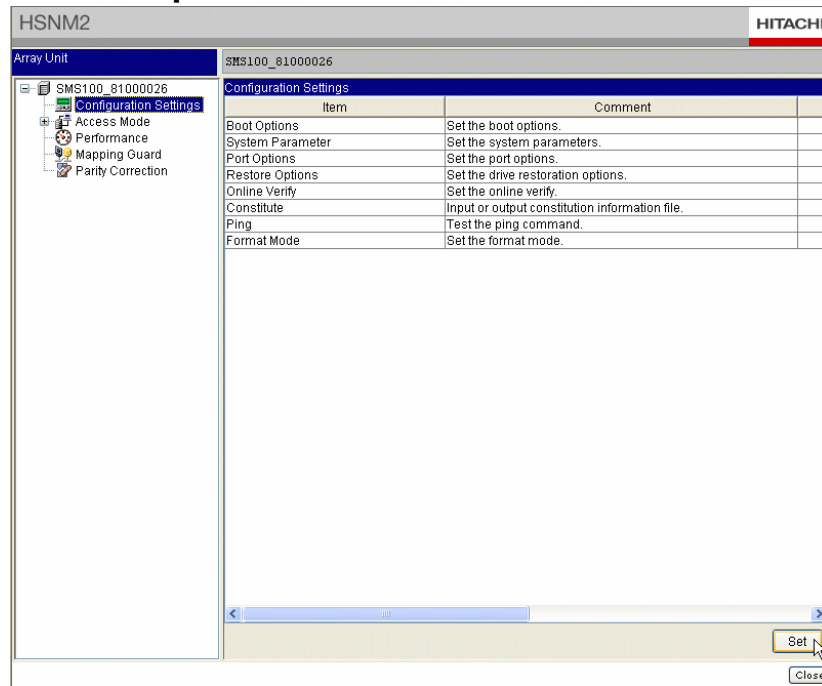 HSNM2
HITACHI
Array Unit
SMS100_81000026
SMS100_81000026
Configuration Settings
Access Mode
Performance
Mapping Guard
Parity Correction
Configuration Settings
Item Comment
Boot Options Set the boot options.
System Parameter Set the system parameters.
Port Options Set the port options.
Restore Options Set the drive restoration options.
Online Verify Set the online verify.
Constitute Input or output constitution information file.
Ping Test the ping command.
Format Mode Set the format mode.
Set
Close